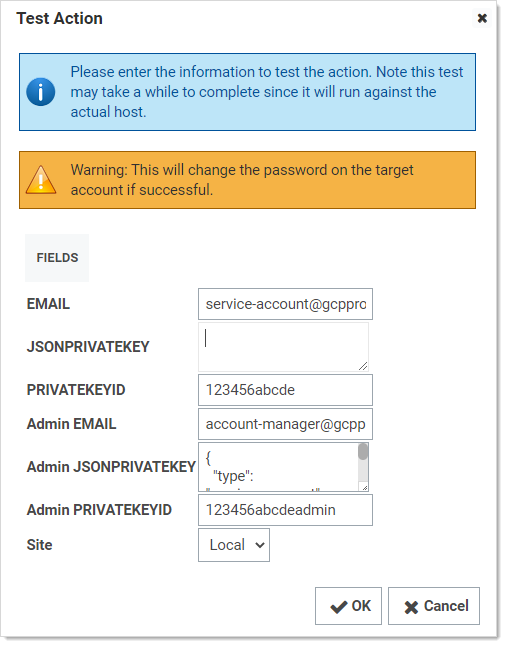 Test Action
Please enter the information to test the action. Note this test
may take a while to complete since it will run against the
actual host.
Warning: This will change the password on the target
account if successful.
FIELDS
EMAIL service-account@gcppro
JSONPRIVATEKEY
PRIVATEKEYID 123456abcde
Admin EMAIL account-manager@gcpp
Admin JSONPRIVATEKEY {
"type":
Admin PRIVATEKEYID 123456abcdeadmin
Site Local
OK Cancel